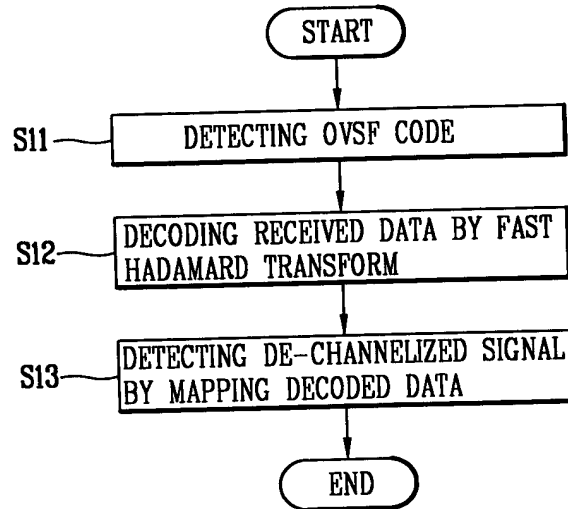 START
S11
DETECTING OVSF CODE
S12
DECODING RECEIVED DATA BY FAST
HADAMARD TRANSFORM
S13
DETECTING DE-CHANNELIZED SIGNAL
BY MAPPING DECODED DATA
END